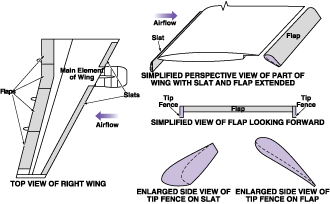 Airflow
Slat
Flap
SIMPLIFIED PERSPECTIVE VIEW OF PART OF
WING WITH SLAT AND FLAP EXTENDED
Main Element
of Wing
Flaps
Slats
Airflow
TOP VIEW OF RIGHT WING
Tip
Fence
Flap
Tip
Fence
SIMPLIFIED VIEW OF FLAP LOOKING FORWARD
ENLARGED SIDE VIEW OF
TIP FENCE ON SLAT
ENLARGED SIDE VIEW OF
TIP FENCE ON FLAP